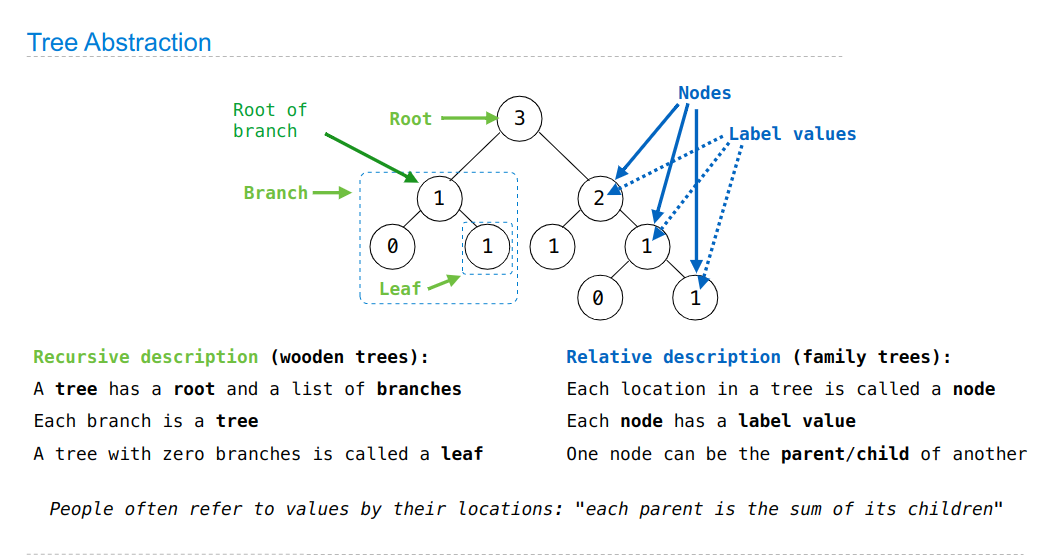 Tree Abstraction
Root of
branch
Root
3
Nodes
Label values
Branch
1
2
0
1
1
1
Leaf
0
1
Recursive description (wooden trees):
A tree has a root and a list of branches
Each branch is a tree
A tree with zero branches is called a leaf
Relative description (family trees):
Each location in a tree is called a node
Each node has a label value
One node can be the parent/child of another
People often refer to values by their locations: "each parent is the sum of its children"